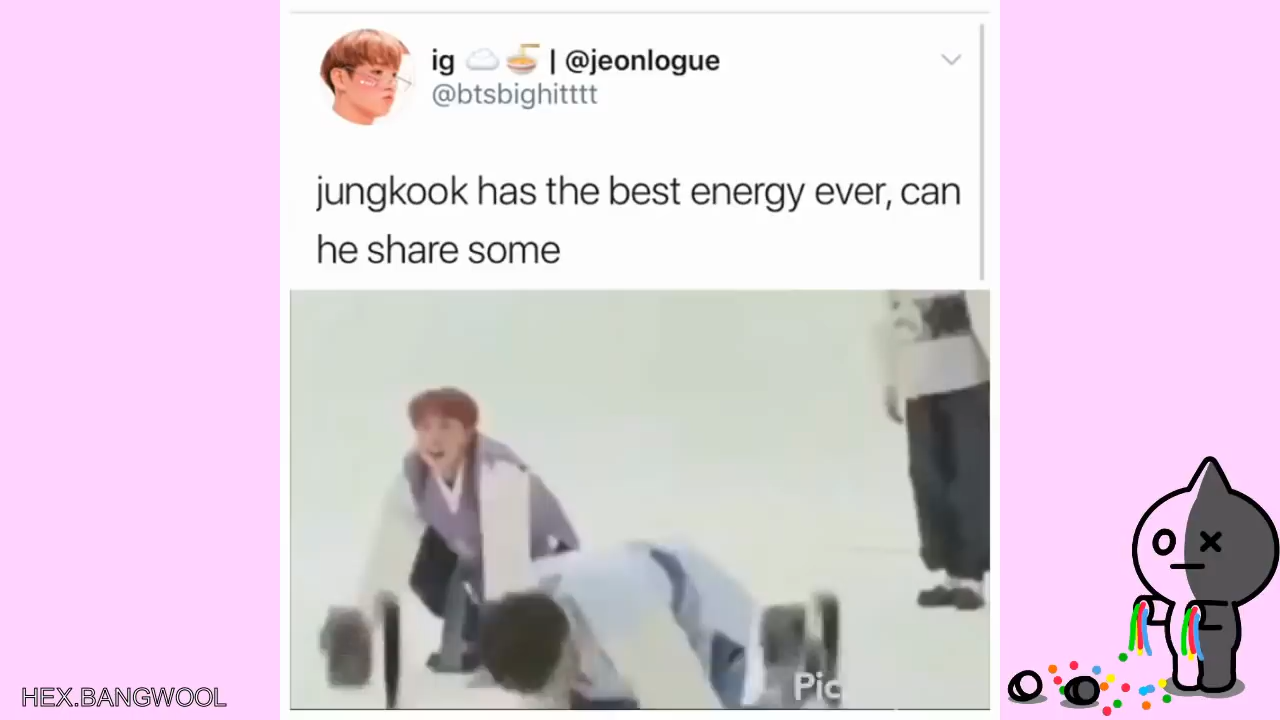 ig ☁️🍜 | @jeonlogue
@btsbighitttt
jungkook has the best energy ever, can
he share some
Pic
HEX.BANGWOOL